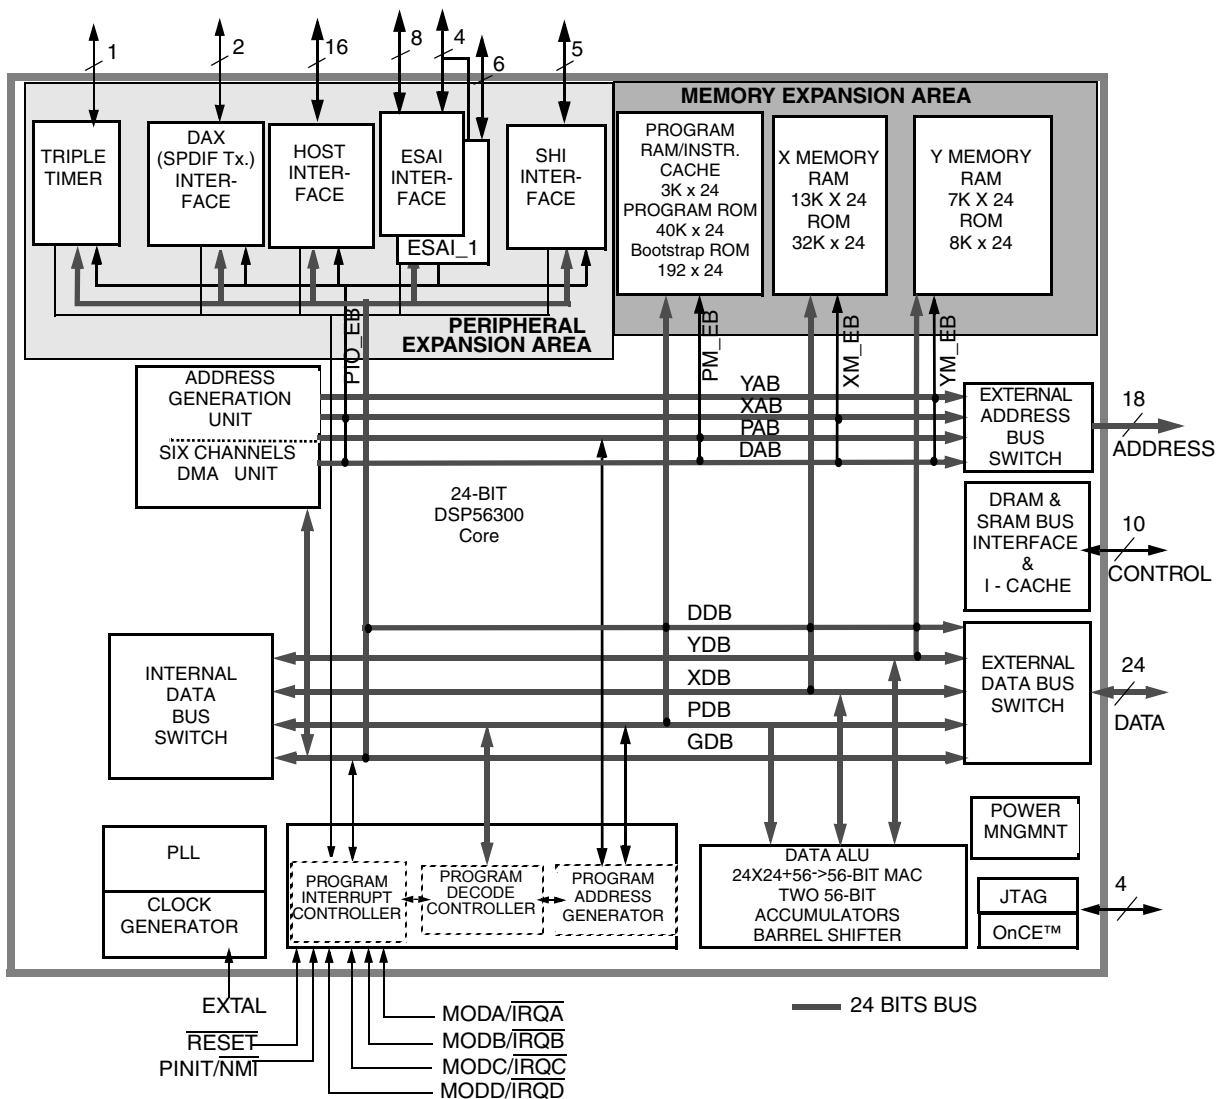 1
2
16
8
4
6
5
MEMORY EXPANSION AREA
TRIPLE
TIMER
DAX
(SPDIF Tx.)
INTER-
FACE
HOST
INTER-
FACE
ESAI
INTER-
FACE
ESAI_1
SHI
INTER-
FACE
PROGRAM
RAM/INSTR.
CACHE
3K x 24
PROGRAM ROM
40K x 24
Bootstrap ROM
192 x 24
X MEMORY
RAM
13K X 24
ROM
32K x 24
Y MEMORY
RAM
7K X 24
ROM
8K x 24
PERIPHERAL
EXPANSION AREA
PIO_EB
PM_EB
XM_EB
YM_EB
ADDRESS
GENERATION
UNIT
SIX CHANNELS
DMA UNIT
YAB
XAB
PAB
DAB
EXTERNAL
ADDRESS
BUS
SWITCH
18
ADDRESS
24-BIT
DSP56300
Core
DRAM &
SRAM BUS
INTERFACE
&
I - CACHE
10
CONTROL
DDB
YDB
XDB
PDB
GDB
INTERNAL
DATA
BUS
SWITCH
EXTERNAL
DATA BUS
SWITCH
24
DATA
PLL
CLOCK
GENERATOR
PROGRAM
INTERRUPT
CONTROLLER
PROGRAM
DECODE
CONTROLLER
PROGRAM
ADDRESS
GENERATOR
DATA ALU
24X24+56->56-BIT MAC
TWO 56-BIT
ACCUMULATORS
BARREL SHIFTER
POWER
MNGMNT
JTAG
OnCE™
4
EXTAL
RESET
PINIT/NMI
MODA/IRQA
MODB/IRQB
MODC/IRQC
MODD/IRQD
24 BITS BUS